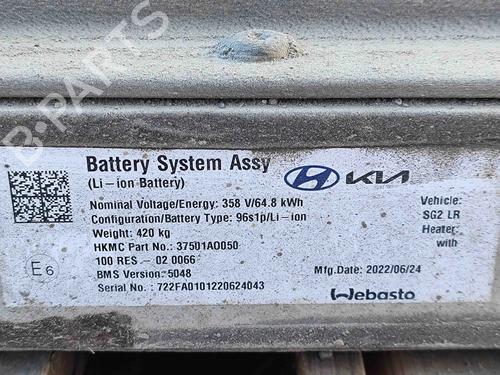 B-PARTS
Battery System Assy
(Li-ion Battery)
Nominal Voltage/Energy: 358 V/64.8 kWh
Configuration/Battery Type: 96s1p/Li-ion
Weight: 420 kg
HKMC Part No.: 37501AO050
100 RES- 02 0066
BMS Version: 5048
Serial No. : 722FA0101220624043
E6
KIA
Vehicle:
SG2 LR
Heater:
with
Mfg.Date: 2022/06/24
Webasto